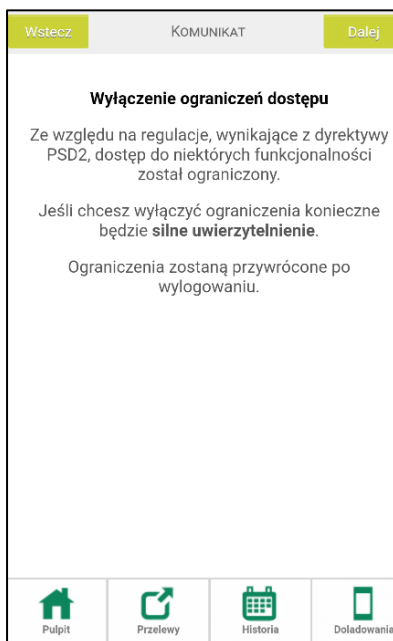 Wstecz KOMUNIKAT Dalej
Wyłączenie ograniczeń dostępu
Ze względu na regulacje, wynikające z dyrektywy
PSD2, dostęp do niektórych funkcjonalności
został ograniczony.
Jeśli chcesz wyłączyć ograniczenia konieczne
będzie silne uwierzytelnienie.
Ograniczenia zostaną przywrócone po
wylogowaniu.
Pulpit Przelewy Historia Doładowania